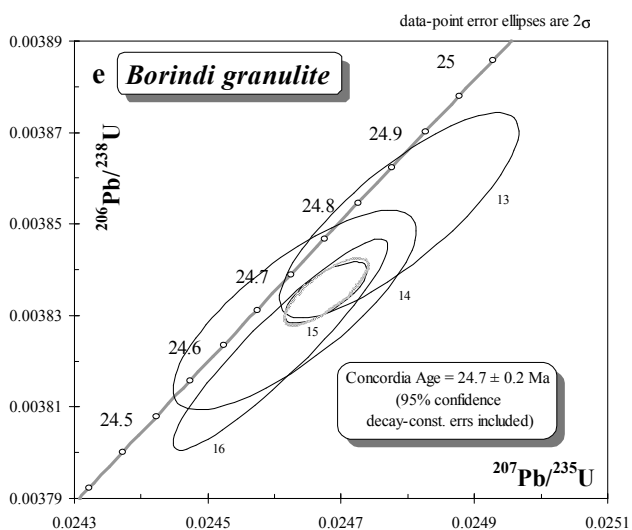 data-point error ellipses are 2σ
0.00389
e Borindi granulite
25
0.00387
24.9
206Pb/238U
13
0.00385
24.8
24.7
14
0.00383
15
24.6
Concordia Age = 24.7 ± 0.2 Ma
(95% confidence
decay-const. errs included)
0.00381
24.5
16
207Pb/235U
0.00379
0.0243 0.0245 0.0247 0.0249 0.0251